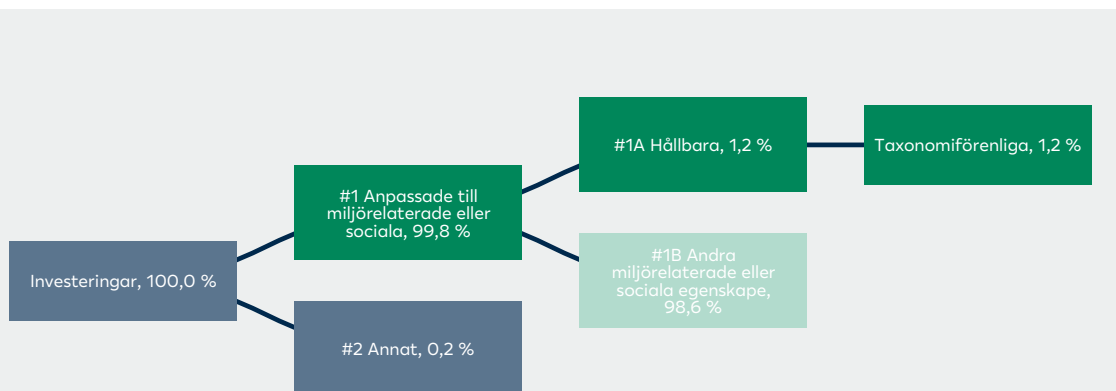 #1A Hållbara, 1,2 %
Taxonomiförenliga, 1,2 %
#1 Anpassade till
miljörelaterade eller
sociala, 99,8 %
#1B Andra
miljörelaterade eller
sociala egenskape,
98,6 %
Investeringar, 100,0 %
#2 Annat, 0,2 %